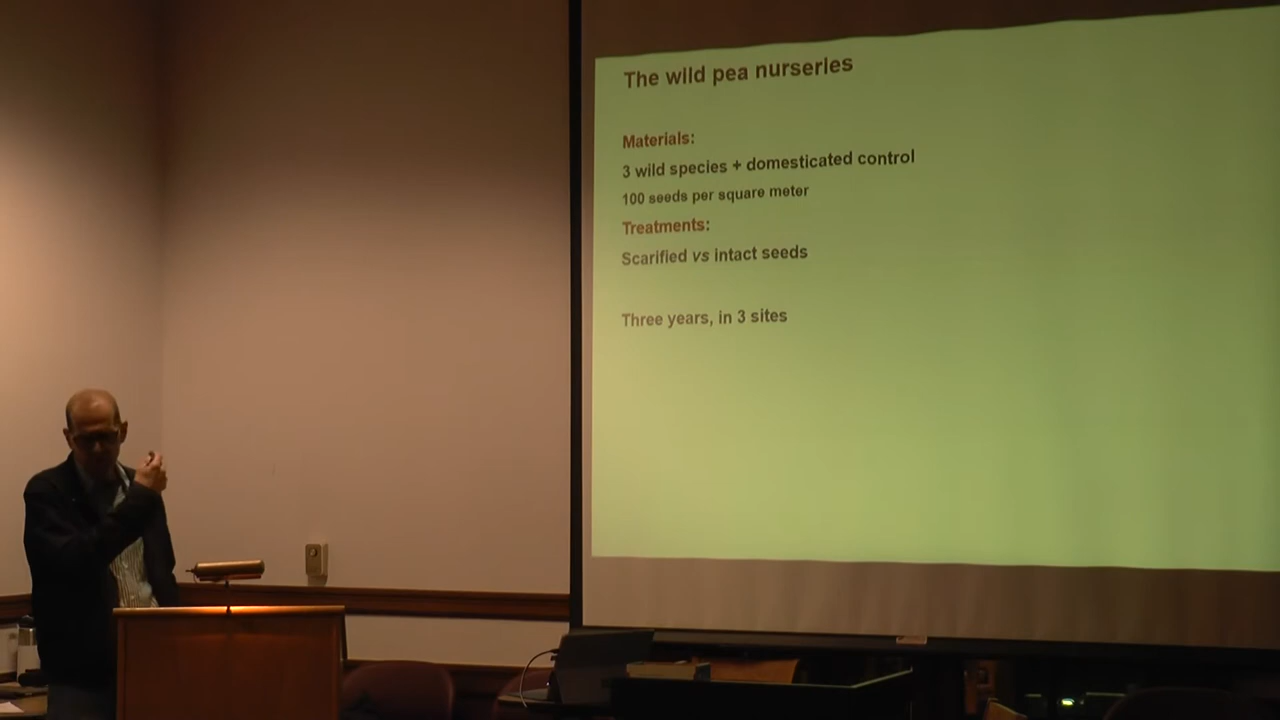 The wild pea nurseries
Materials:
3 wild species + domesticated control
100 seeds per square meter
Treatments:
Scarified vs intact seeds
Three years, in 3 sites